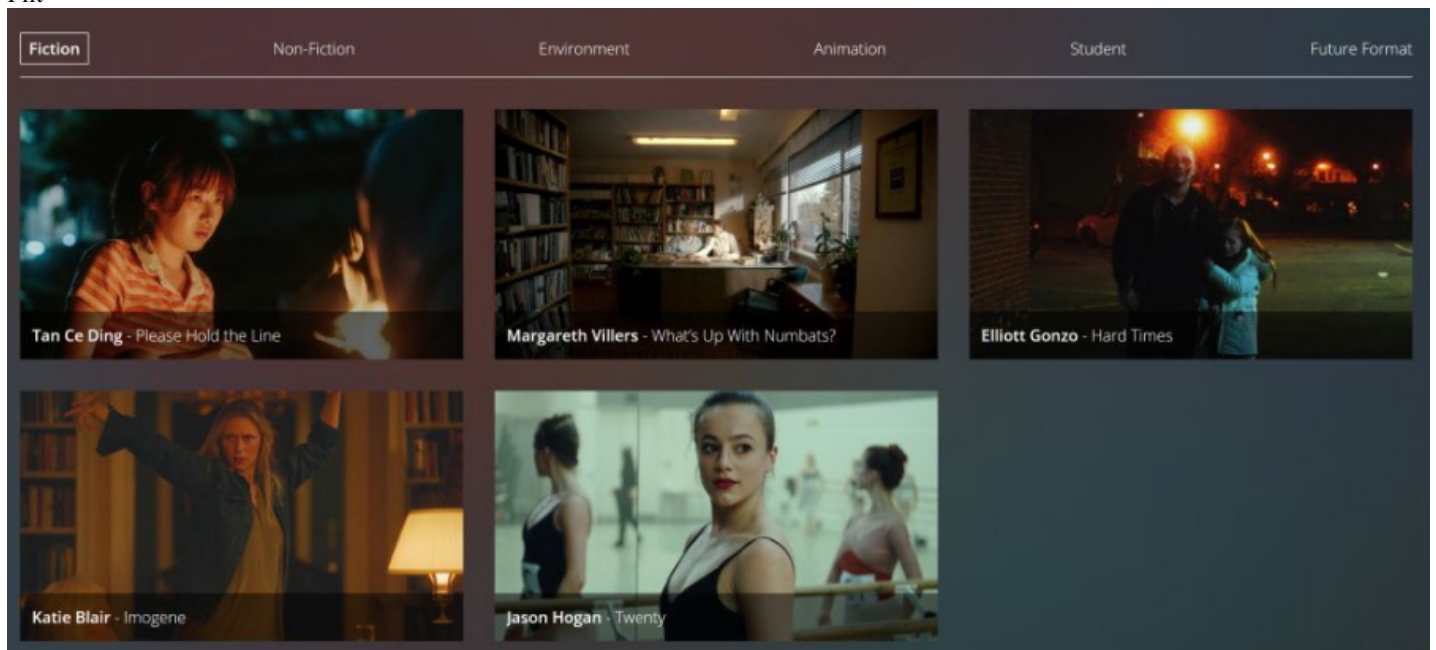 Fiction
Non-Fiction
Environment
Animation
Student
Future Format
Tan Ce Ding - Please Hold the Line
Margareth Villers - What's Up With Numbats?
Elliott Gonzo - Hard Times
Katie Blair - Imogene
Jason Hogan - Twenty